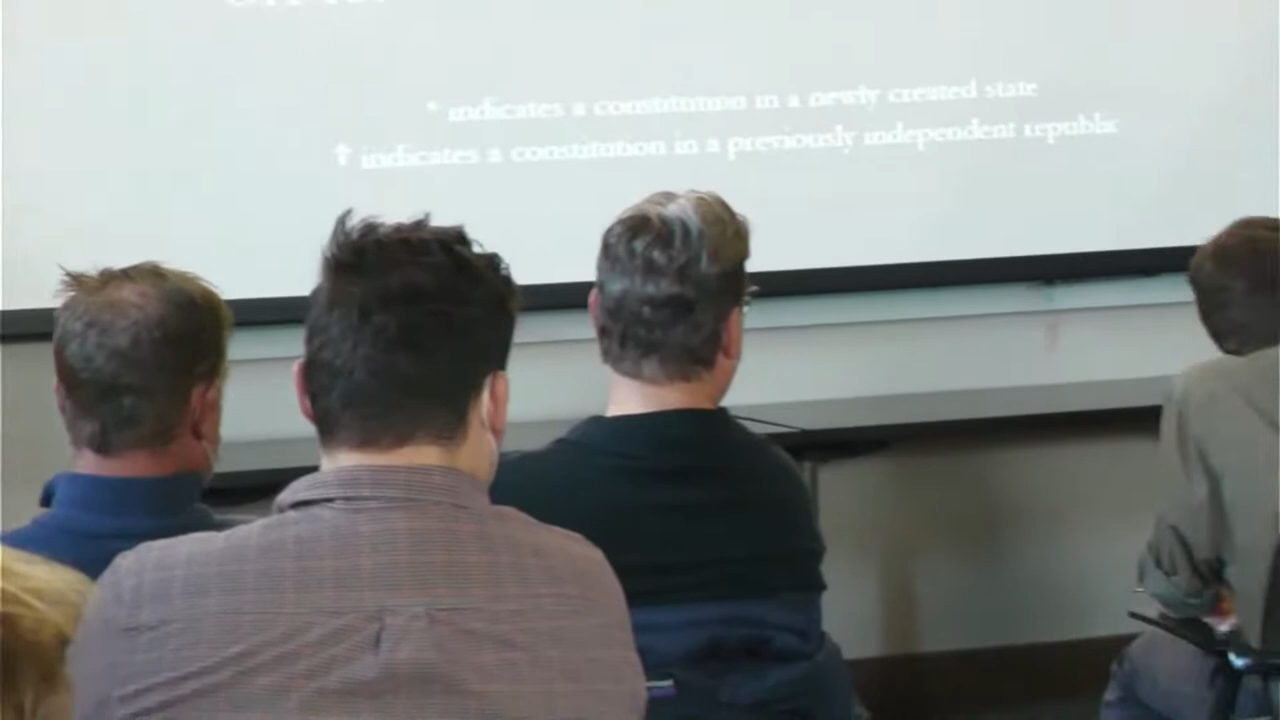 * indicates a constitution in a newly created state
† indicates a constitution in a previously independent republic